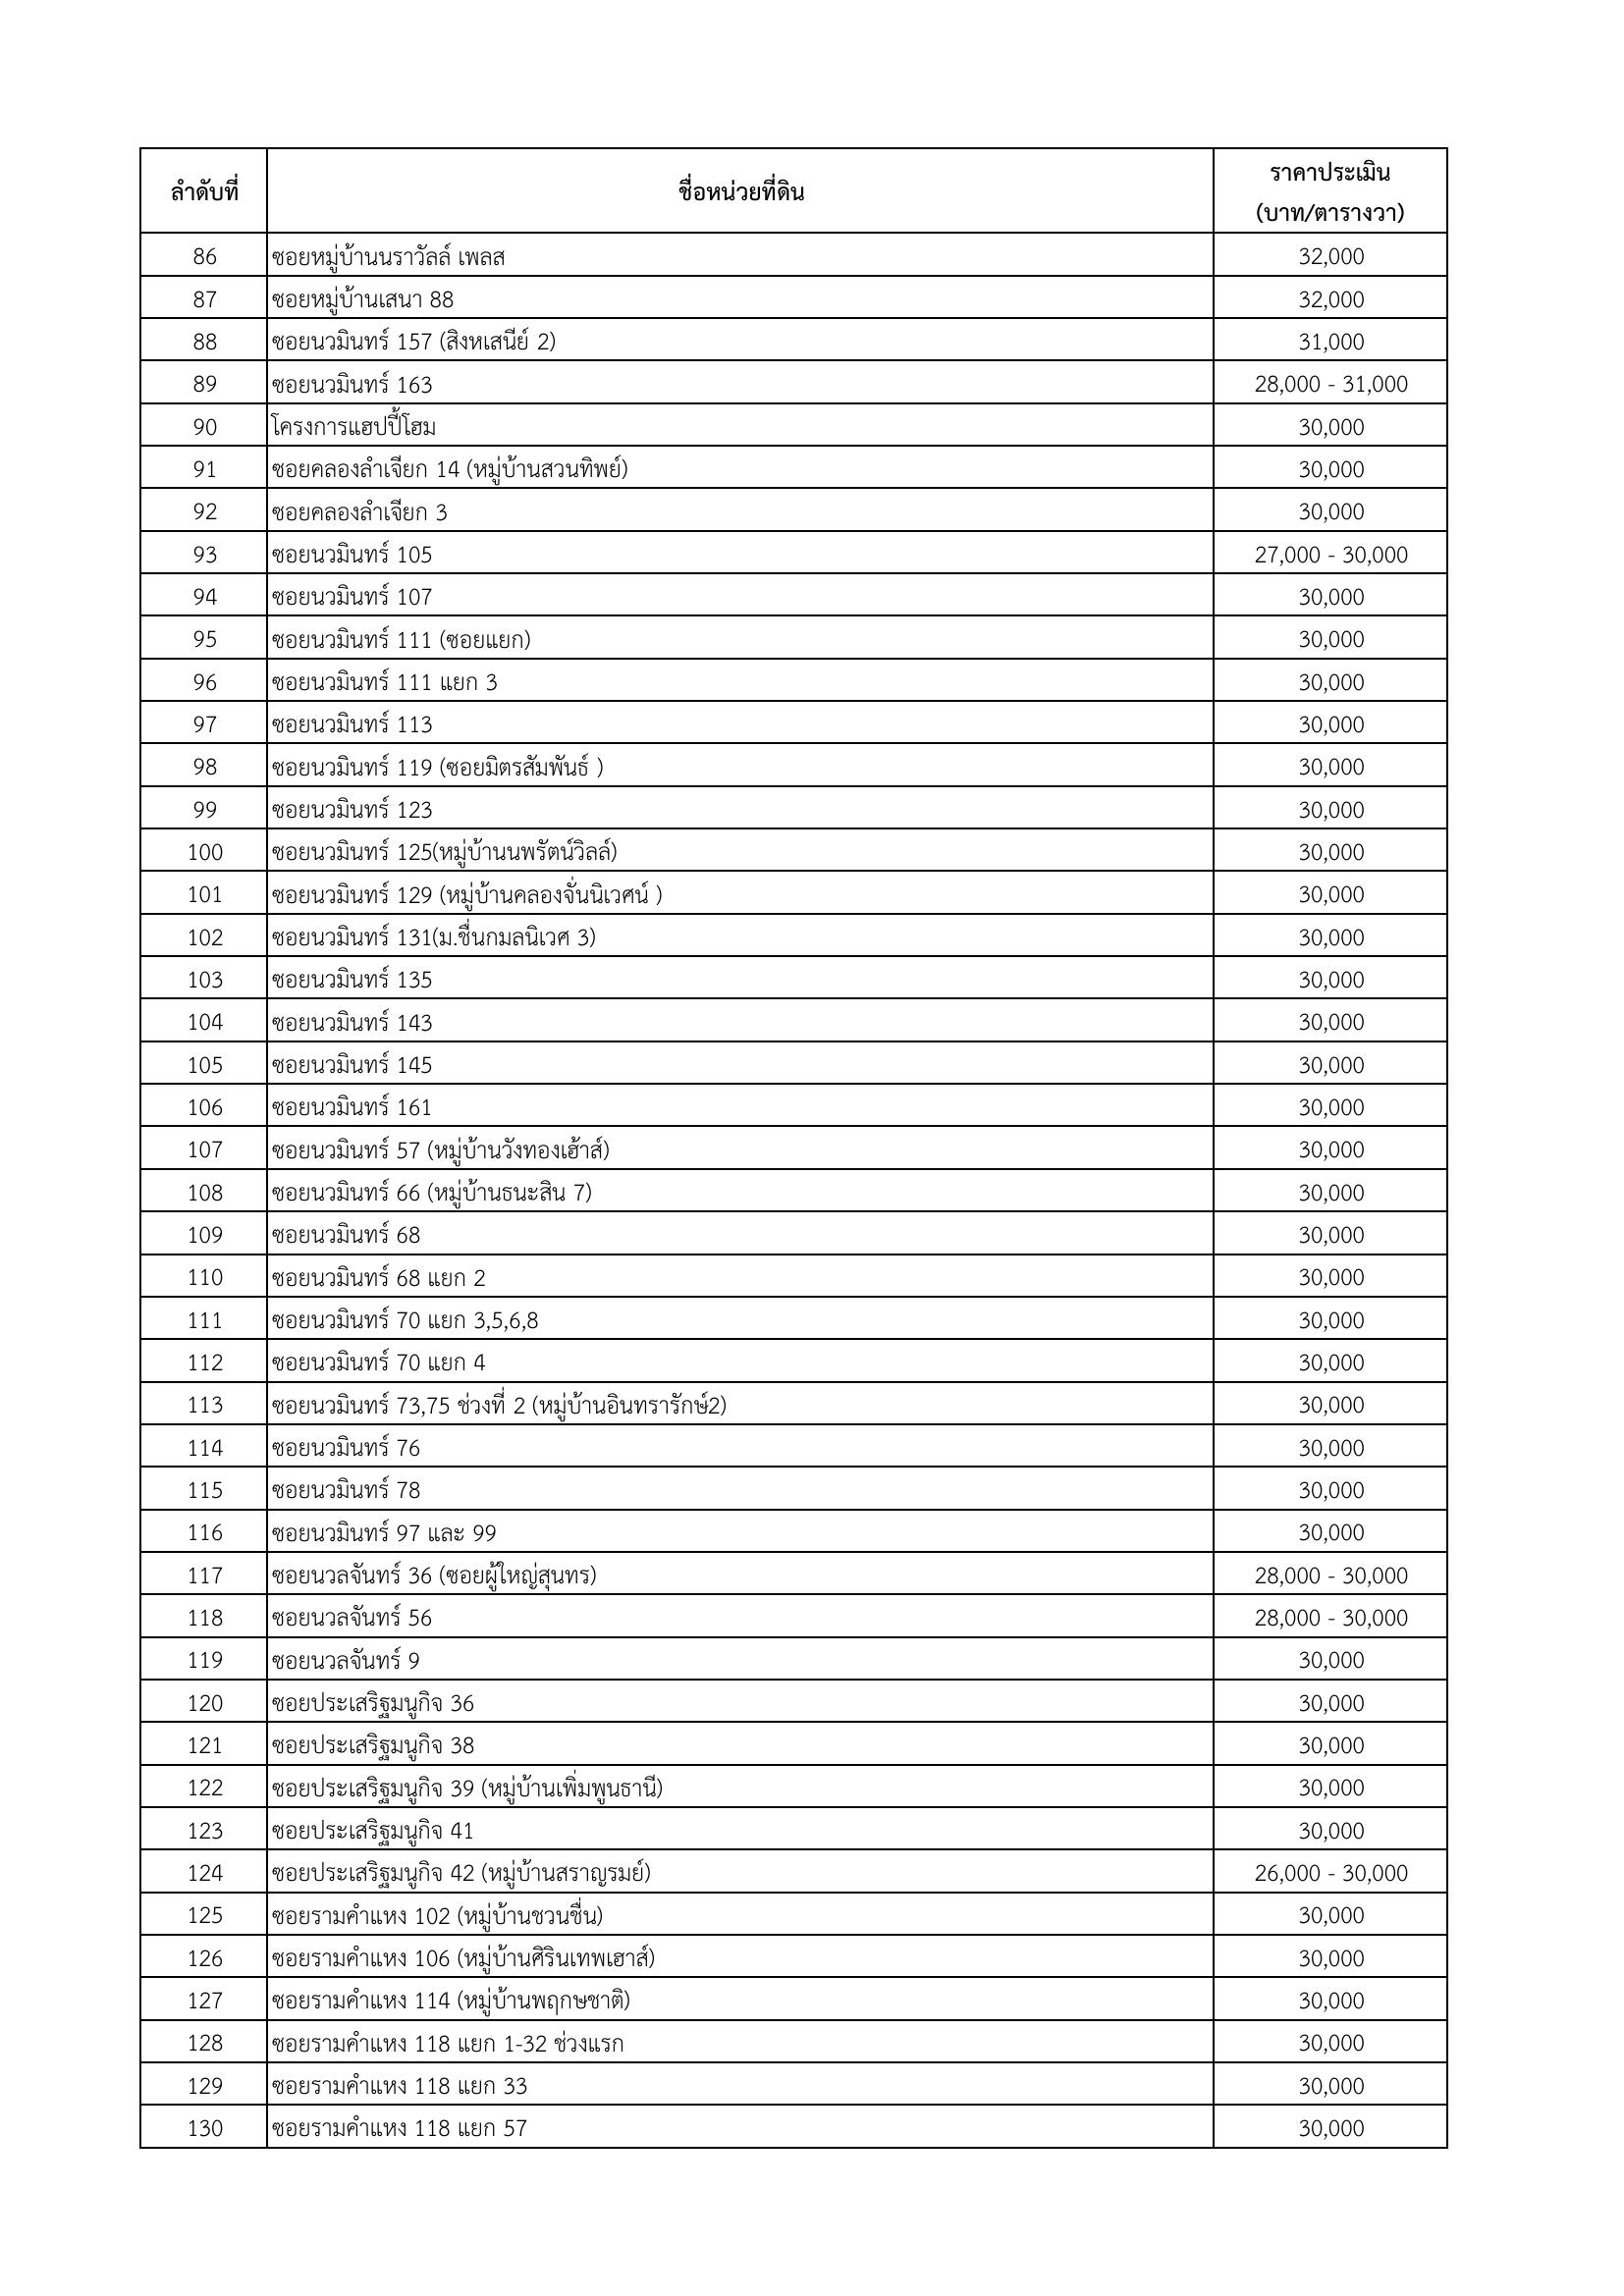 ลำดับที่ ชื่อหน่วยที่ดิน ราคาประเมิน
(บาท/ตารางวา)
86 ซอยหมู่บ้านนราวัลล์ เพลส 32,000
87 ซอยหมู่บ้านเสนา 88 32,000
88 ซอยนวมินทร์ 157 (สิงหเสนีย์ 2) 31,000
89 ซอยนวมินทร์ 163 28,000 - 31,000
90 โครงการแฮปปี้โฮม 30,000
91 ซอยคลองลำเจียก 14 (หมู่บ้านสวนทิพย์) 30,000
92 ซอยคลองลำเจียก 3 30,000
93 ซอยนวมินทร์ 105 27,000 - 30,000
94 ซอยนวมินทร์ 107 30,000
95 ซอยนวมินทร์ 111 (ซอยแยก) 30,000
96 ซอยนวมินทร์ 111 แยก 3 30,000
97 ซอยนวมินทร์ 113 30,000
98 ซอยนวมินทร์ 119 (ซอยมิตรสัมพันธ์ ) 30,000
99 ซอยนวมินทร์ 123 30,000
100 ซอยนวมินทร์ 125(หมู่บ้านนพรัตน์วิลล์) 30,000
101 ซอยนวมินทร์ 129 (หมู่บ้านคลองจั่นนิเวศน์ ) 30,000
102 ซอยนวมินทร์ 131(ม.ชื่นกมลนิเวศ 3) 30,000
103 ซอยนวมินทร์ 135 30,000
104 ซอยนวมินทร์ 143 30,000
105 ซอยนวมินทร์ 145 30,000
106 ซอยนวมินทร์ 161 30,000
107 ซอยนวมินทร์ 57 (หมู่บ้านวังทองเฮ้าส์) 30,000
108 ซอยนวมินทร์ 66 (หมู่บ้านธนะสิน 7) 30,000
109 ซอยนวมินทร์ 68 30,000
110 ซอยนวมินทร์ 68 แยก 2 30,000
111 ซอยนวมินทร์ 70 แยก 3,5,6,8 30,000
112 ซอยนวมินทร์ 70 แยก 4 30,000
113 ซอยนวมินทร์ 73,75 ช่วงที่ 2 (หมู่บ้านอินทรารักษ์2) 30,000
114 ซอยนวมินทร์ 76 30,000
115 ซอยนวมินทร์ 78 30,000
116 ซอยนวมินทร์ 97 และ 99 30,000
117 ซอยนวลจันทร์ 36 (ซอยผู้ใหญ่สุนทร) 28,000 - 30,000
118 ซอยนวลจันทร์ 56 28,000 - 30,000
119 ซอยนวลจันทร์ 9 30,000
120 ซอยประเสริฐมนูกิจ 36 30,000
121 ซอยประเสริฐมนูกิจ 38 30,000
122 ซอยประเสริฐมนูกิจ 39 (หมู่บ้านเพิ่มพูนธานี) 30,000
123 ซอยประเสริฐมนูกิจ 41 30,000
124 ซอยประเสริฐมนูกิจ 42 (หมู่บ้านสราญรมย์) 26,000 - 30,000
125 ซอยรามคำแหง 102 (หมู่บ้านชวนชื่น) 30,000
126 ซอยรามคำแหง 106 (หมู่บ้านศิรินเทพเฮาส์) 30,000
127 ซอยรามคำแหง 114 (หมู่บ้านพฤกษชาติ) 30,000
128 ซอยรามคำแหง 118 แยก 1-32 ช่วงแรก 30,000
129 ซอยรามคำแหง 118 แยก 33 30,000
130 ซอยรามคำแหง 118 แยก 57 30,000